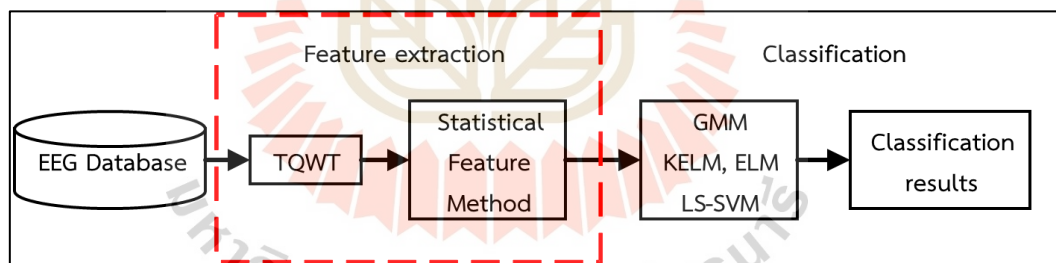 Feature extraction
Classification
EEG Database
TQWT
Statistical
Feature
Method
GMM
KELM, ELM
LS-SVM
Classification
results